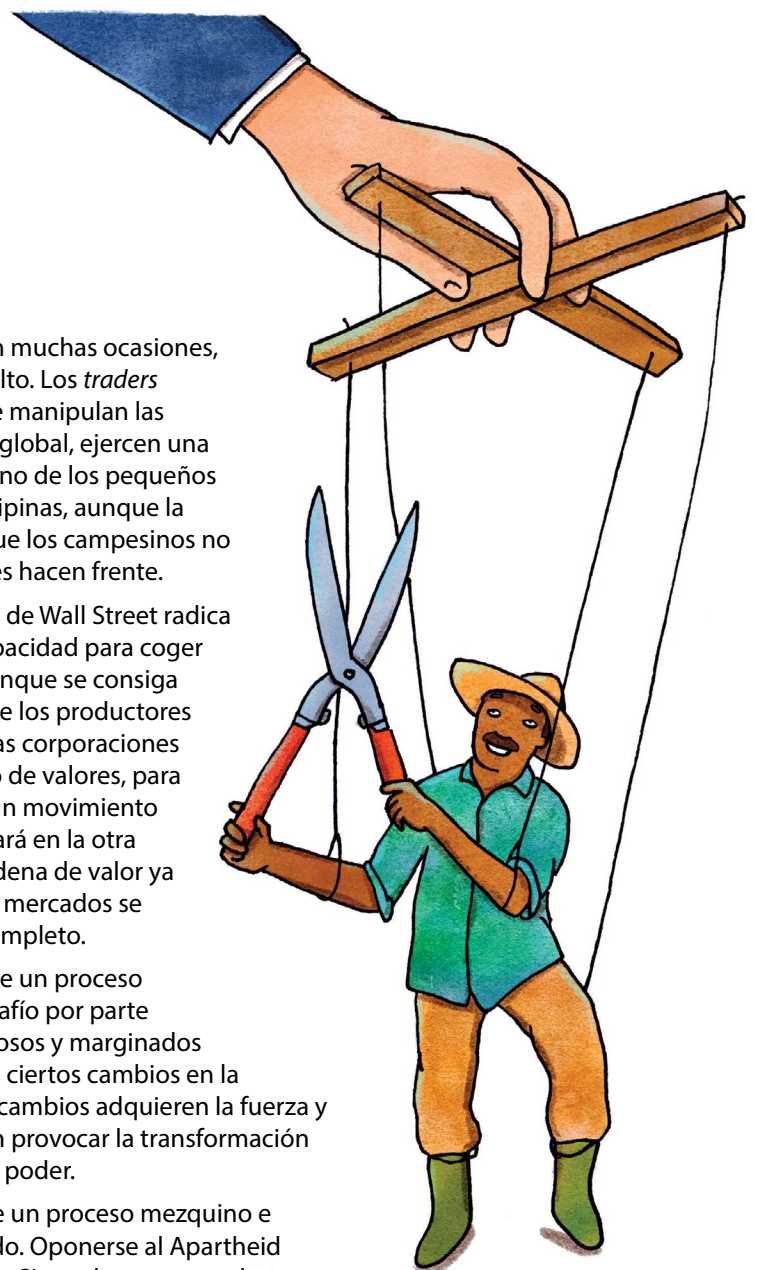 n muchas ocasiones,
lto. Los traders
e manipulan las
global, ejercen una
no de los pequeños
ipinas, aunque la
ue los campesinos no
es hacen frente.
de Wall Street radica
pacidad para coger
nque se consiga
e los productores
as corporaciones
o de valores, para
un movimiento
ará en la otra
dena de valor ya
mercados se
ompleto.
e un proceso
afío por parte
osos y marginados
ciertos cambios en la
cambios adquieren la fuerza y
n provocar la transformación
poder.
e un proceso mezquino e
do. Oponerse al Apartheid